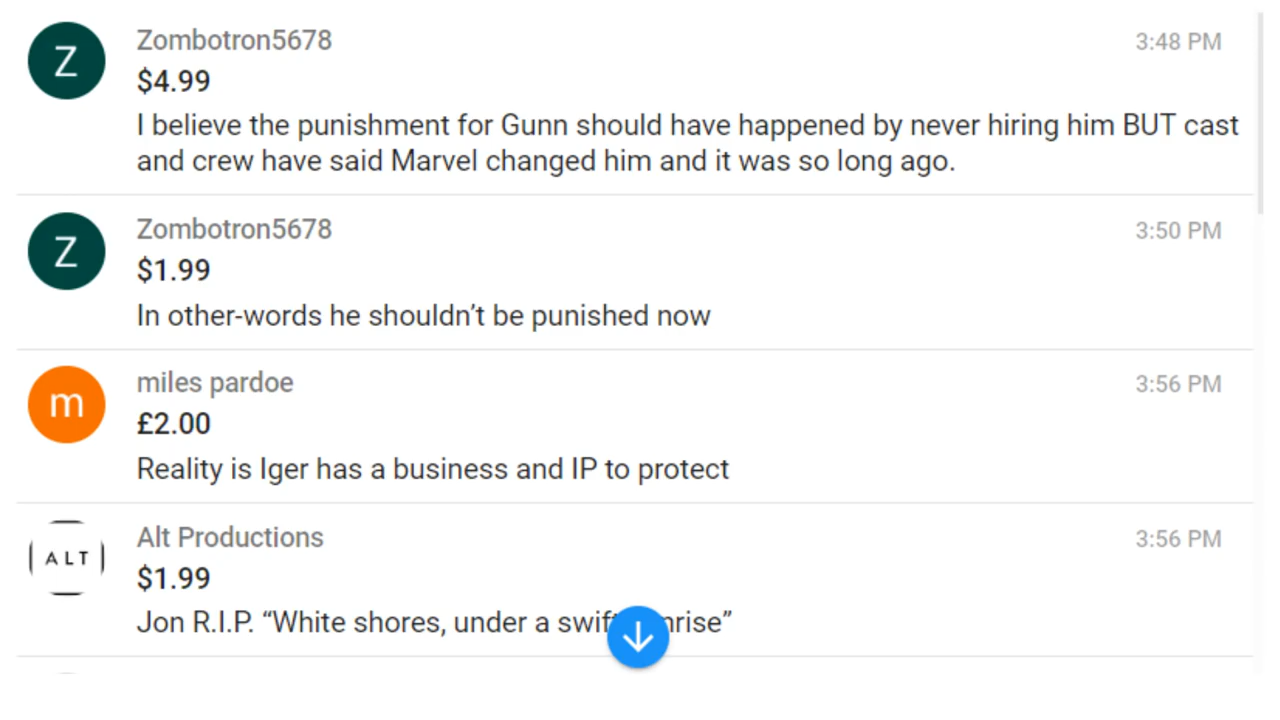 Z
Zombotron5678
3:48 PM
$4.99
I believe the punishment for Gunn should have happened by never hiring him BUT cast
and crew have said Marvel changed him and it was so long ago.
Z
Zombotron5678
3:50 PM
$1.99
In other-words he shouldn’t be punished now
m
miles pardoe
3:56 PM
£2.00
Reality is Iger has a business and IP to protect
ALT
Alt Productions
3:56 PM
$1.99
Jon R.I.P. “White shores, under a